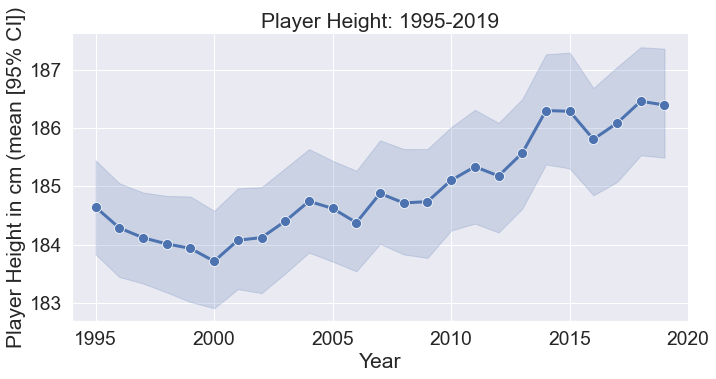 Player Height: 1995-2019
Player Height in cm (mean [95% CI])
187
186
185
184
183
1995 2000 2005 2010 2015 2020
Year